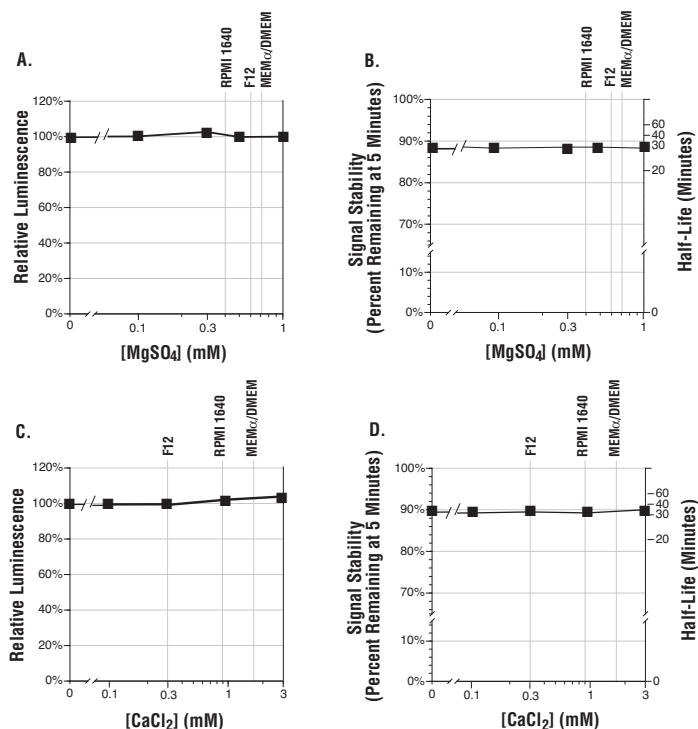 A.
RPMI 1640
F12
MEMα/DMEM
Relative Luminescence
120%
100%
80%
60%
40%
20%
0%
0
0.1
0.3
1
[MgSO₄] (mM)
B.
RPMI 1640
F12
MEMα/DMEM
Signal Stability
(Percent Remaining at 5 Minutes)
100%
90%
80%
70%
10%
0%
60
40
30
20
0
Half-Life (Minutes)
0
0.1
0.3
1
[MgSO₄] (mM)
C.
F12
RPMI 1640
MEMα/DMEM
Relative Luminescence
120%
100%
80%
60%
40%
20%
0%
0
0.1
0.3
1
3
[CaCl₂] (mM)
D.
F12
RPMI 1640
MEMα/DMEM
Signal Stability
(Percent Remaining at 5 Minutes)
100%
90%
80%
70%
10%
0%
60
40
30
20
0
Half-Life (Minutes)
0
0.1
0.3
1
3
[CaCl₂] (mM)